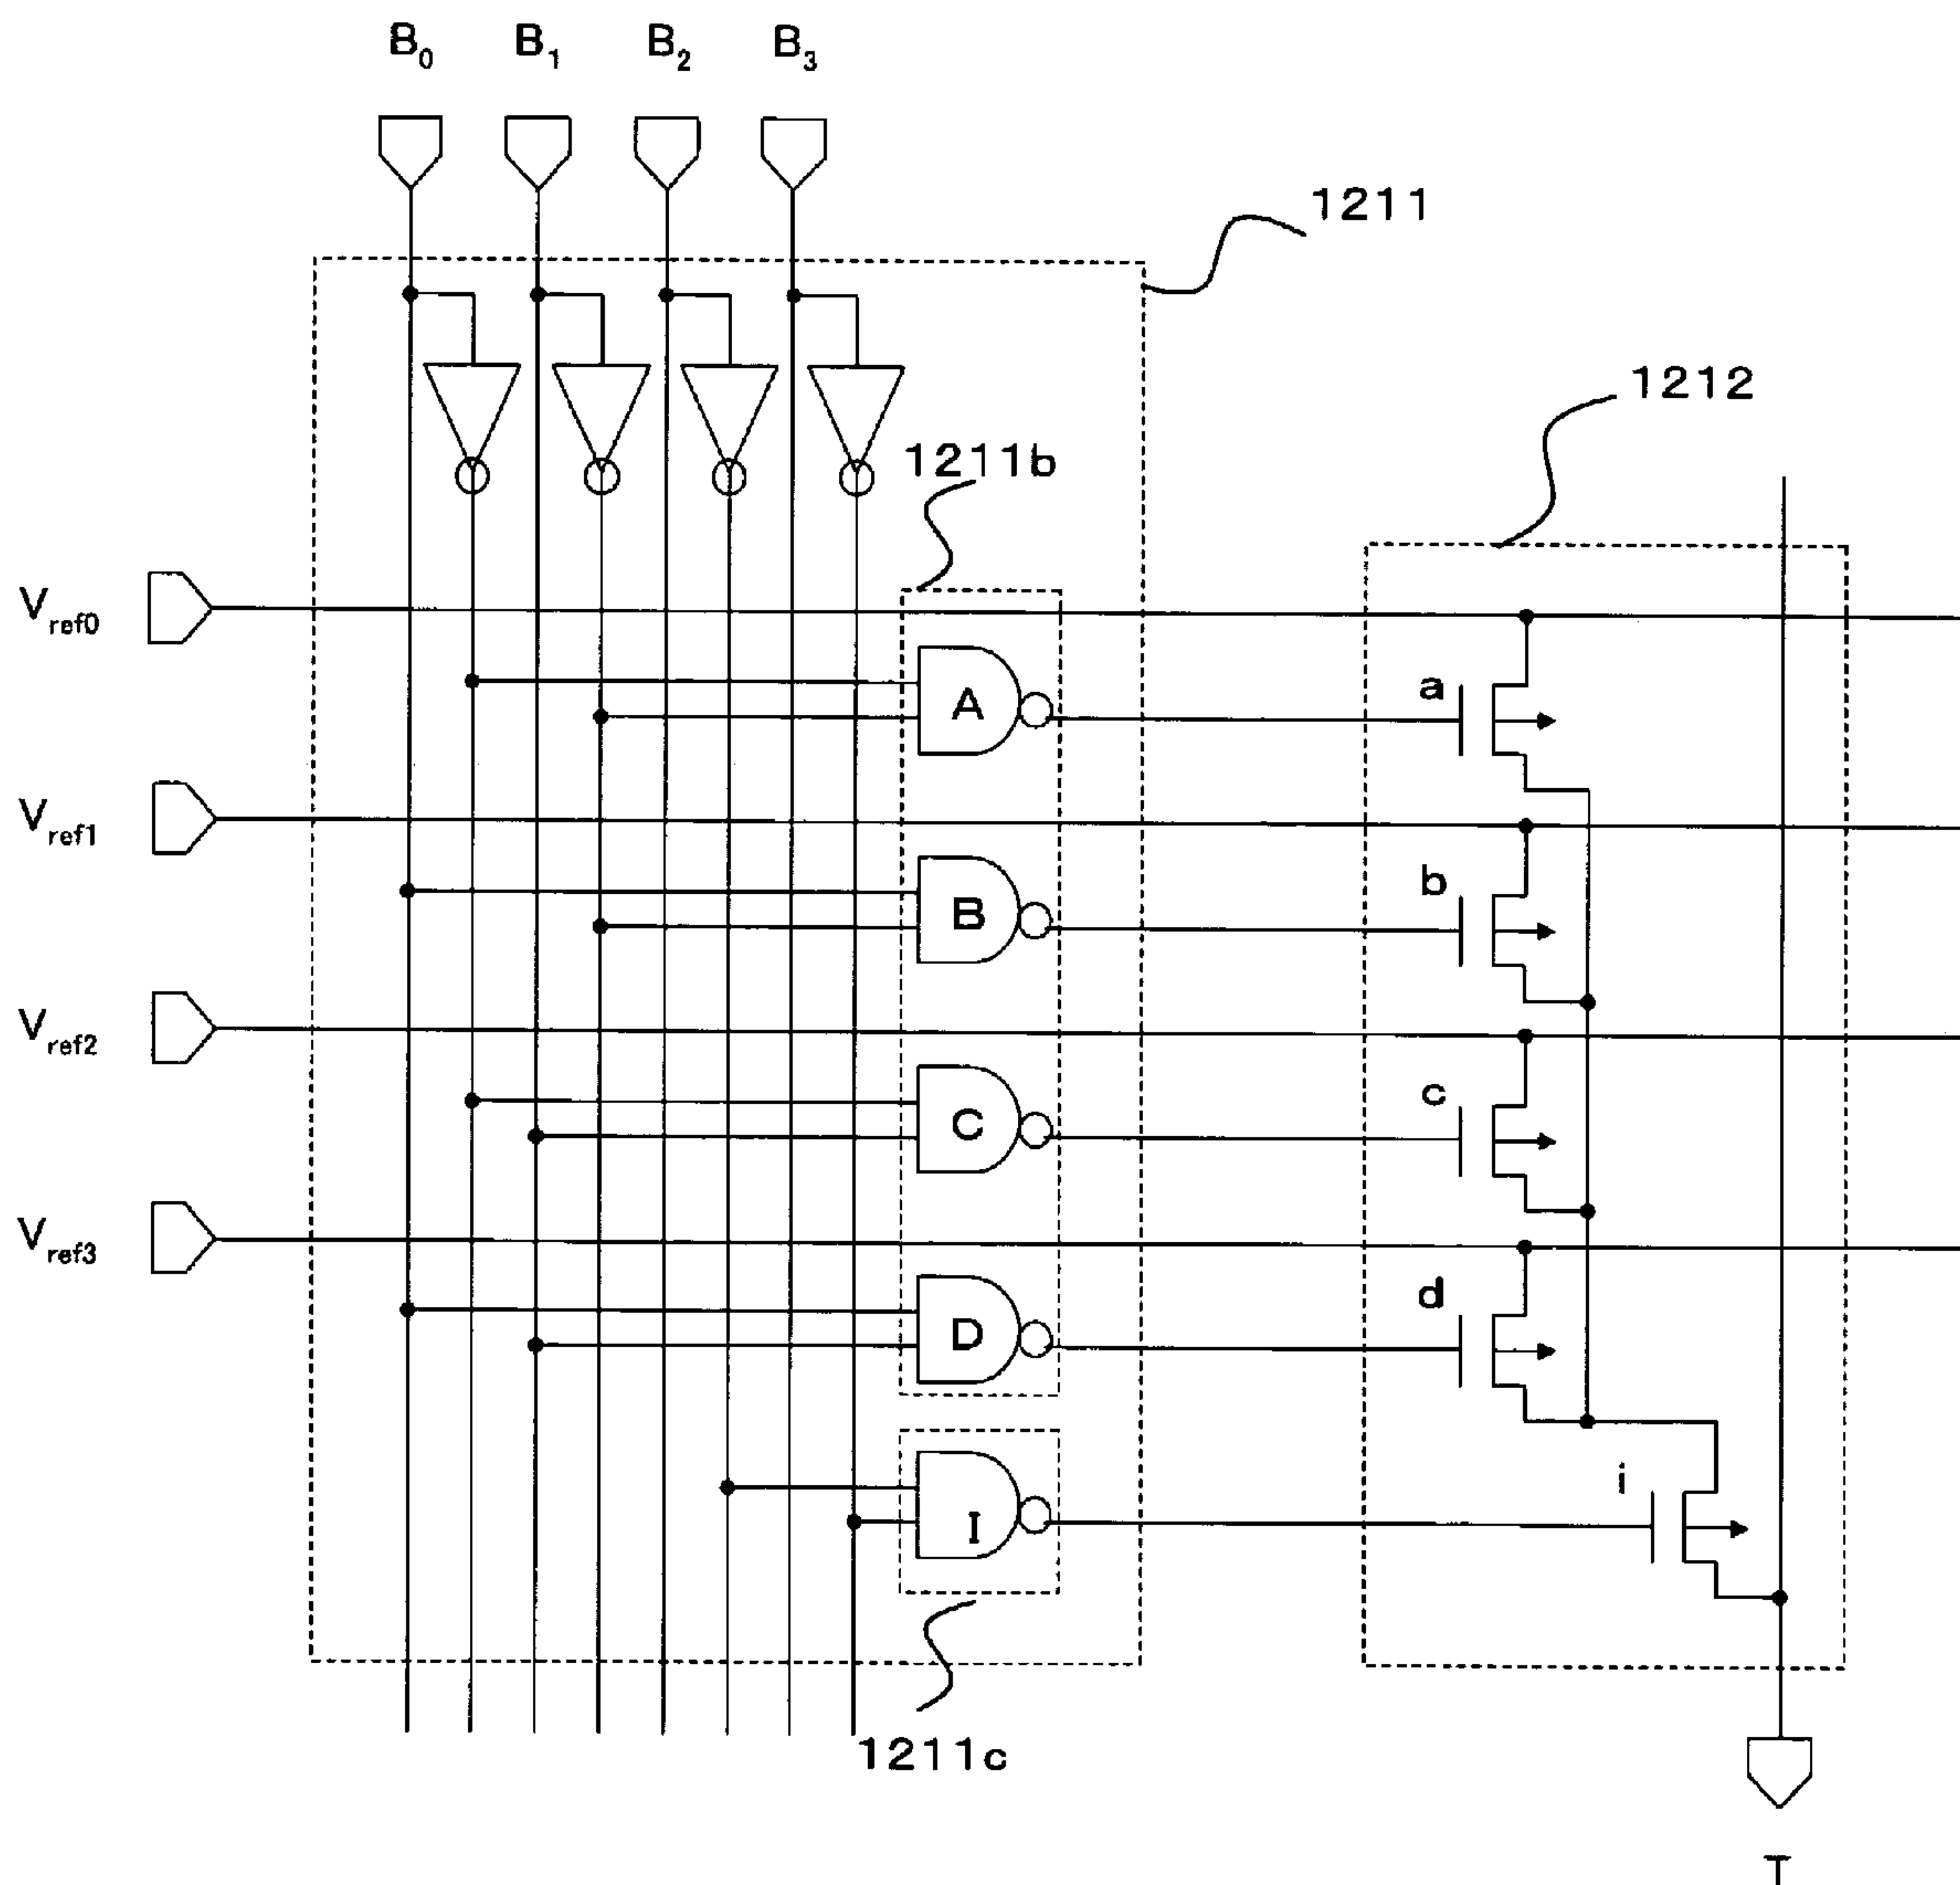 B0 B1 B2 B3
1211
1212
1211b
Vref0
A
a
Vref1
B
b
Vref2
C
c
Vref3
D
d
I
i
1211c
T